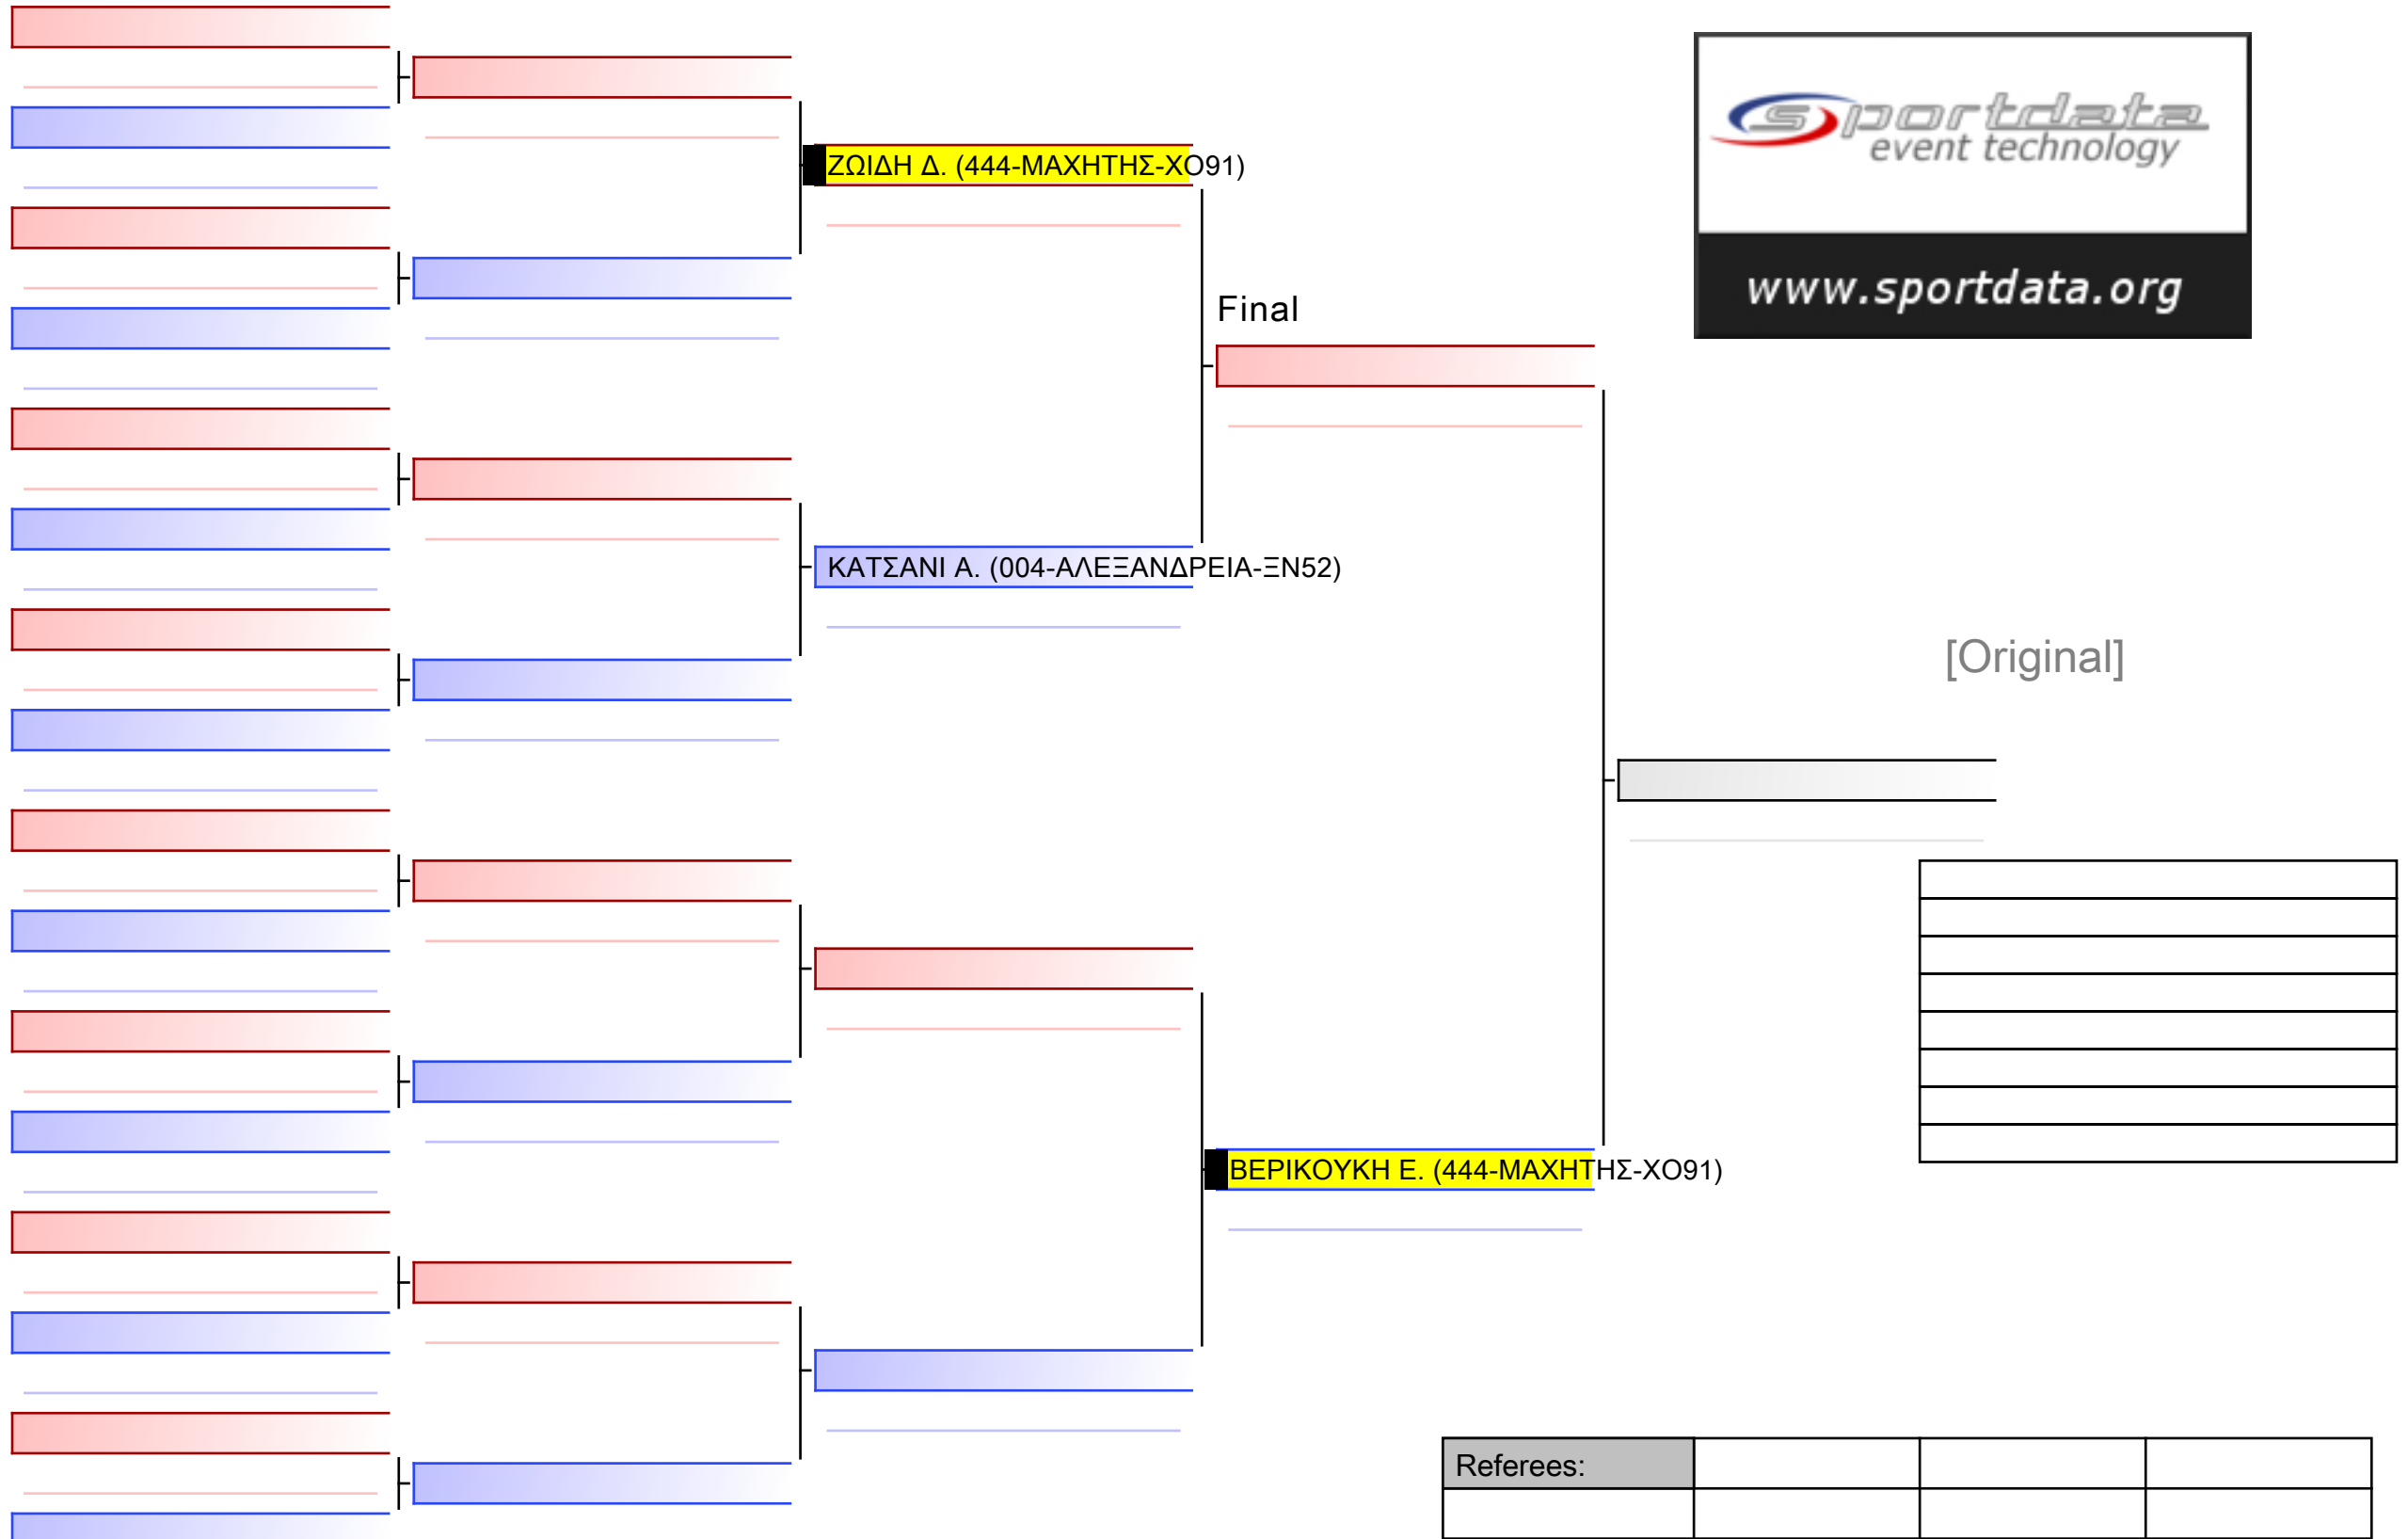 sportdata
event technology
www.sportdata.org
ΖΩΙΔΗ Δ. (444-ΜΑΧΗΤΗΣ-ΧΟ91)
Final
ΚΑΤΣΑΝΙ Α. (004-ΑΛΕΞΑΝΔΡΕΙΑ-ΞΝ52)
[Original]
ΒΕΡΙΚΟΥΚΗ Ε. (444-ΜΑΧΗΤΗΣ-ΧΟ91)
Referees: